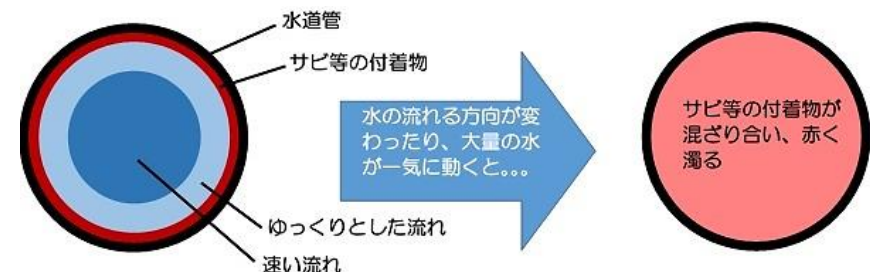 水道管
サビ等の付着物
水の流れる方向が変
わったり、大量の水
が一気に動くと。。。
ゆっくりとした流れ
速い流れ
サビ等の付着物が
混ざり合い、赤く
濁る